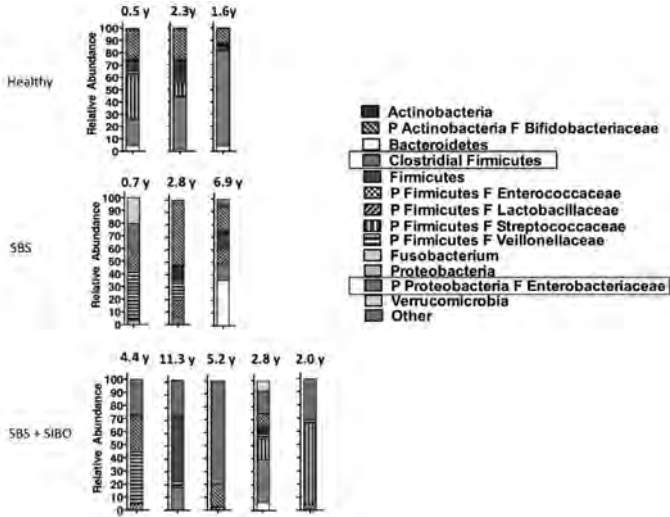 0.5 y 2.3 y 1.6 y
Healthy
Relative Abundance
100
90
80
70
60
50
40
30
20
10
0
0.7 y 2.8 y 6.9 y
SBS
Relative Abundance
100
90
80
70
60
50
40
30
20
10
0
4.4 y 11.3 y 5.2 y 2.8 y 2.0 y
SBS + SIBO
Relative Abundance
100
90
80
70
60
50
40
30
20
10
0
Actinobacteria
P Actinobacteria F Bifidobacteriaceae
Bacteroidetes
Clostridial Firmicutes
Firmicutes
P Firmicutes F Enterococcaceae
P Firmicutes F Lactobacillaceae
P Firmicutes F Streptococcaceae
P Firmicutes F Veillonellaceae
Fusobacterium
Proteobacteria
P Proteobacteria F Enterobacteriaceae
Verrucomicrobia
Other